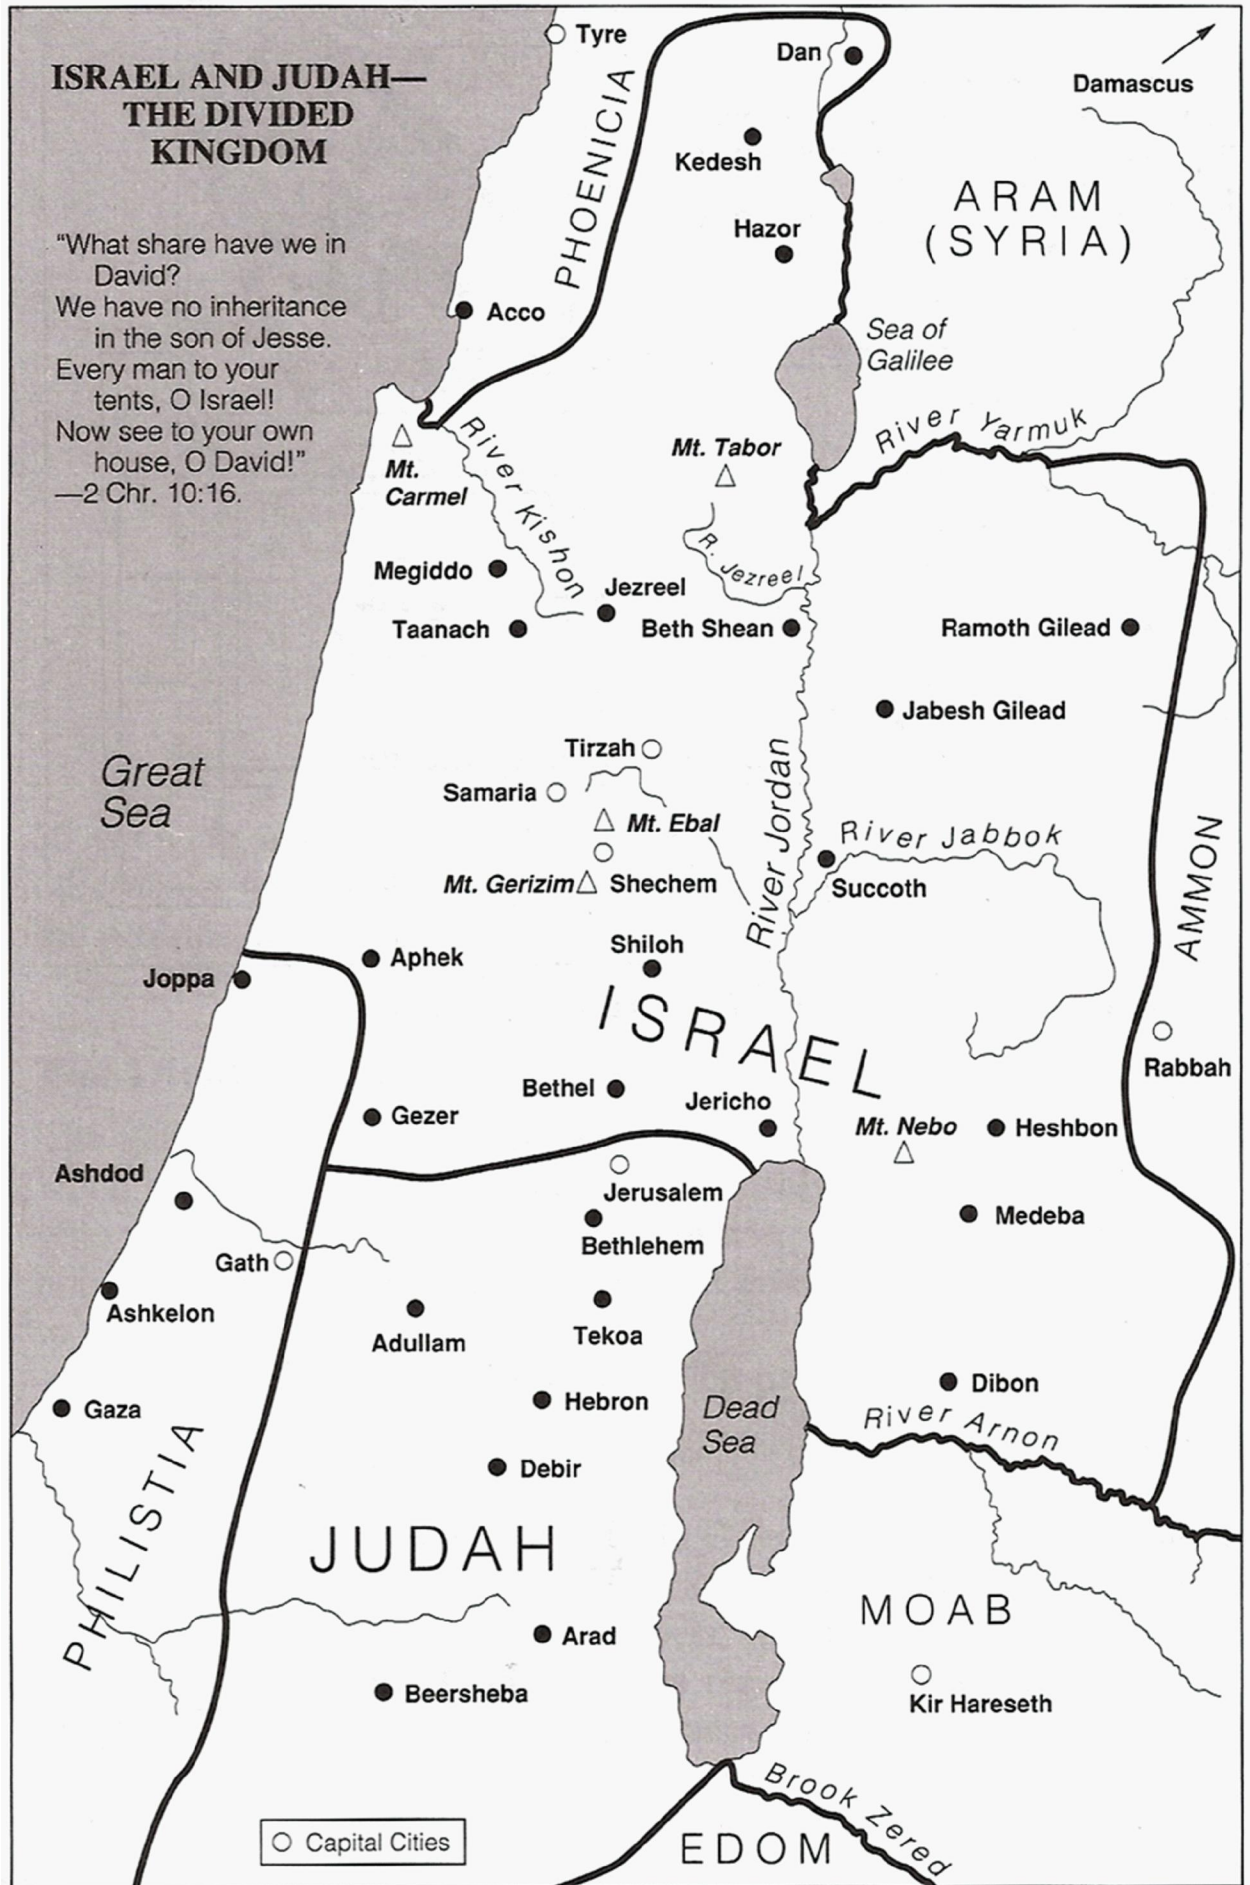 ISRAEL AND JUDAH—
THE DIVIDED
KINGDOM
“What share have we in
David?
We have no inheritance
in the son of Jesse.
Every man to your
tents, O Israel!
Now see to your own
house, O David!”
—2 Chr. 10:16.
Tyre
Dan
Damascus
PHOENICIA
Kedesh
ARAM
(SYRIA)
Hazor
Acco
Sea of
Galilee
River Yarmuk
Mt.
Carmel
River Kishon
Mt. Tabor
R. Jezreel
Megiddo
Jezreel
Taanach
Beth Shean
Ramoth Gilead
Jabesh Gilead
Great
Sea
Tirzah
Samaria
Mt. Ebal
River Jordan
River Jabbok
Mt. Gerizim
Shechem
Succoth
AMMON
Shiloh
Aphek
Joppa
ISRAEL
Rabbah
Bethel
Jericho
Gezer
Mt. Nebo
Heshbon
Ashdod
Jerusalem
Medeba
Bethlehem
Gath
Ashkelon
Adullam
Tekoa
Dibon
Hebron
Gaza
Dead
Sea
River Arnon
Debir
PHILISTIA
JUDAH
MOAB
Arad
Beersheba
Kir Hareseth
Brook Zered
Capital Cities
EDOM